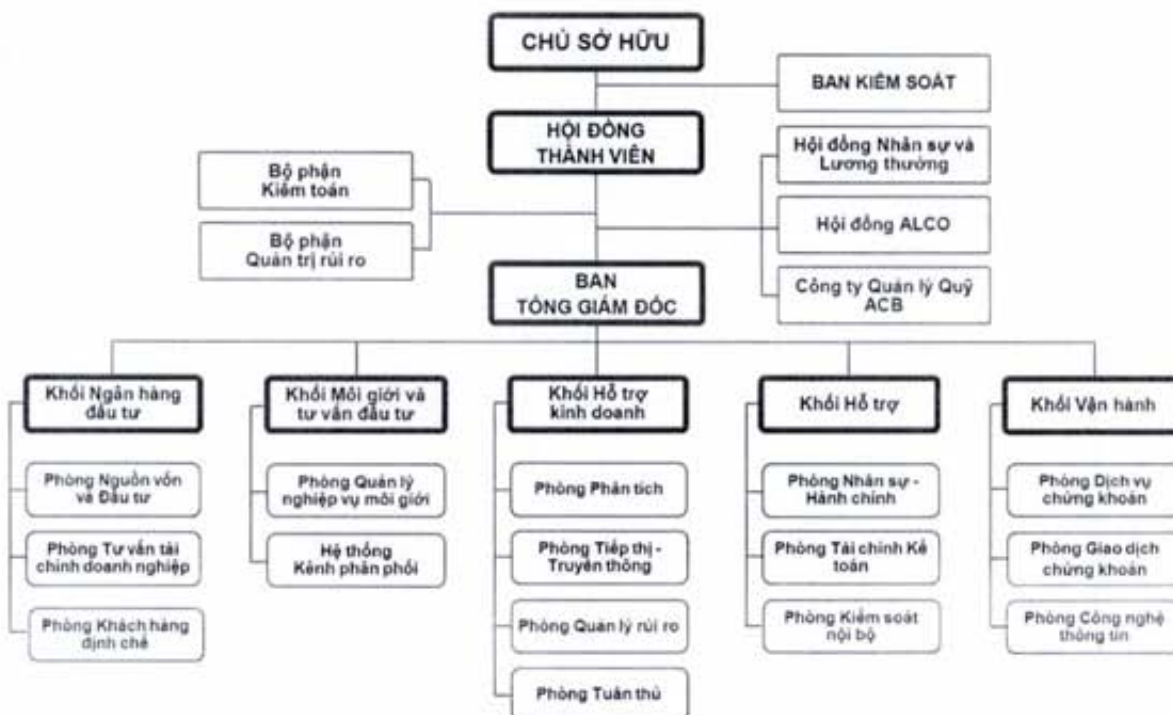 CHỦ SỞ HỮU
BAN KIỂM SOÁT
HỘI ĐỒNG
THÀNH VIÊN
Hội đồng Nhân sự và
Lương thưởng
Bộ phận
Kiểm toán
Hội đồng ALCO
Bộ phận
Quản trị rủi ro
BAN
TỔNG GIÁM ĐỐC
Công ty Quản lý Quỹ
ACB
Khối Ngân hàng
đầu tư
Khối Môi giới và
tư vấn đầu tư
Khối Hỗ trợ
kinh doanh
Khối Hỗ trợ
Khối Vận hành
Phòng Nguồn vốn
và Đầu tư
Phòng Quản lý
nghiệp vụ môi giới
Phòng Phân tích
Phòng Nhân sự -
Hành chính
Phòng Dịch vụ
chứng khoán
Phòng Tư vấn tài
chính doanh nghiệp
Hệ thống
Kênh phân phối
Phòng Tiếp thị -
Truyền thông
Phòng Tài chính Kế
toán
Phòng Giao dịch
chứng khoán
Phòng Khách hàng
định chế
Phòng Quản lý rủi ro
Phòng Kiểm soát
nội bộ
Phòng Công nghệ
thông tin
Phòng Tuân thủ